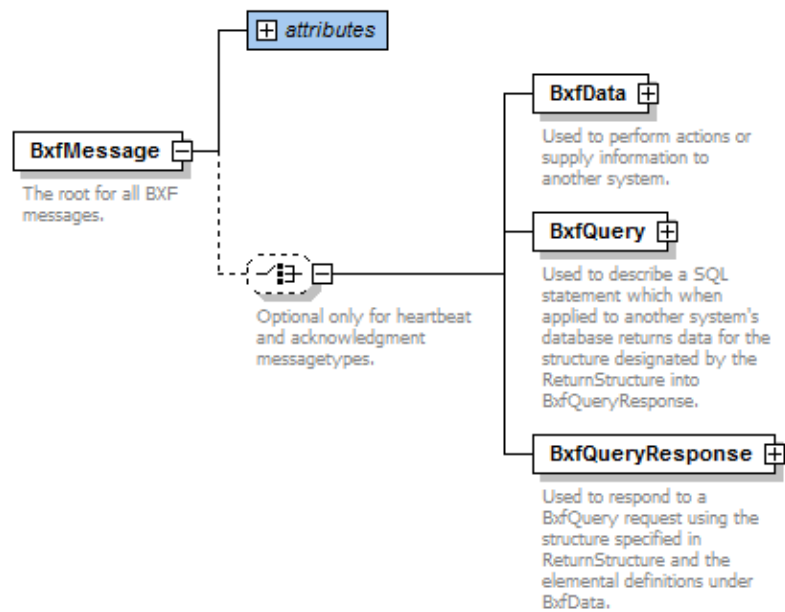 attributes
BxfData
Used to perform actions or
supply information to
another system.
BxfMessage
The root for all BXF
messages.
BxfQuery
Used to describe a SQL
statement which when
applied to another system's
database returns data for the
structure designated by the
ReturnStructure into
BxfQueryResponse.
Optional only for heartbeat
and acknowledgment
messagetypes.
BxfQueryResponse
Used to respond to a
BxfQuery request using the
structure specified in
ReturnStructure and the
elemental definitions under
BxfData.